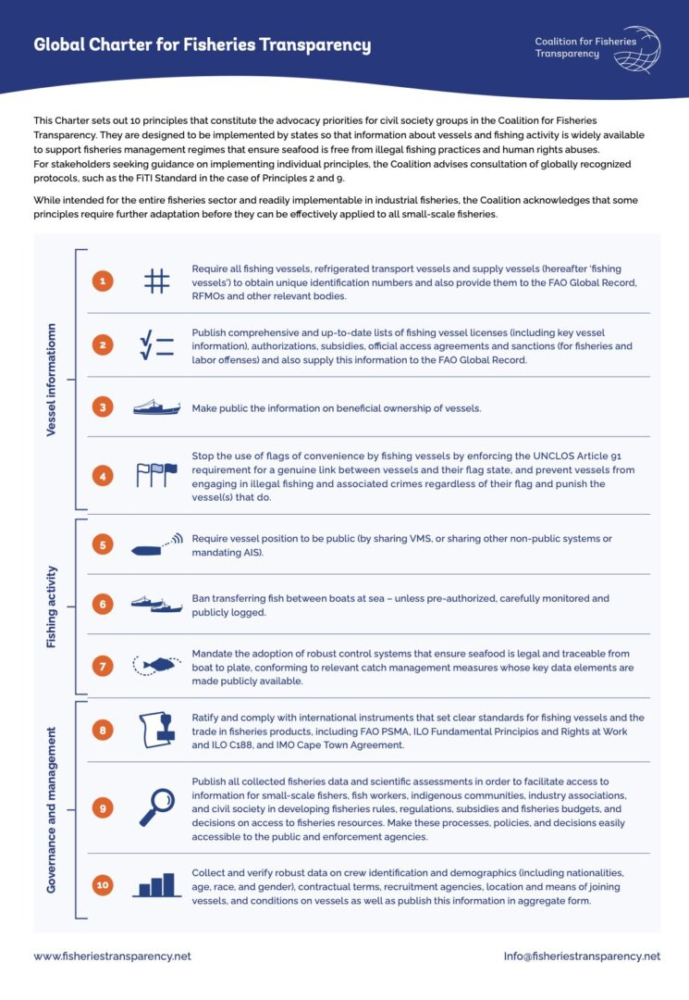 Global Charter for Fisheries Transparency
Coalition for Fisheries
Transparency
This Charter sets out 10 principles that constitute the advocacy priorities for civil society groups in the Coalition for Fisheries
Transparency. They are designed to be implemented by states so that information about vessels and fishing activity is widely available
to support fisheries management regimes that ensure seafood is free from illegal fishing practices and human rights abuses.
For stakeholders seeking guidance on implementing individual principles, the Coalition advises consultation of globally recognized
protocols, such as the FiTI Standard in the case of Principles 2 and 9.
While intended for the entire fisheries sector and readily implementable in industrial fisheries, the Coalition acknowledges that some
principles require further adaptation before they can be effectively applied to all small-scale fisheries.
Vessel informatiomn
1
Require all fishing vessels, refrigerated transport vessels and supply vessels (hereafter ‘fishing
vessels’) to obtain unique identification numbers and also provide them to the FAO Global Record,
RFMOs and other relevant bodies.
2
Publish comprehensive and up-to-date lists of fishing vessel licenses (including key vessel
information), authorizations, subsidies, official access agreements and sanctions (for fisheries and
labor offenses) and also supply this information to the FAO Global Record.
3
Make public the information on beneficial ownership of vessels.
4
Stop the use of flags of convenience by fishing vessels by enforcing the UNCLOS Article 91
requirement for a genuine link between vessels and their flag state, and prevent vessels from
engaging in illegal fishing and associated crimes regardless of their flag and punish the
vessel(s) that do.
Fishing activity
5
Require vessel position to be public (by sharing VMS, or sharing other non-public systems or
mandating AIS).
6
Ban transferring fish between boats at sea – unless pre-authorized, carefully monitored and
publicly logged.
7
Mandate the adoption of robust control systems that ensure seafood is legal and traceable from
boat to plate, conforming to relevant catch management measures whose key data elements are
made publicly available.
Governance and management
8
Ratify and comply with international instruments that set clear standards for fishing vessels and the
trade in fisheries products, including FAO PSMA, ILO Fundamental Principios and Rights at Work
and ILO C188, and IMO Cape Town Agreement.
9
Publish all collected fisheries data and scientific assessments in order to facilitate access to
information for small-scale fishers, fish workers, indigenous communities, industry associations,
and civil society in developing fisheries rules, regulations, subsidies and fisheries budgets, and
decisions on access to fisheries resources. Make these processes, policies, and decisions easily
accessible to the public and enforcement agencies.
10
Collect and verify robust data on crew identification and demographics (including nationalities,
age, race, and gender), contractual terms, recruitment agencies, location and means of joining
vessels, and conditions on vessels as well as publish this information in aggregate form.
www.fisheriestransparency.net
Info@fisheriestransparency.net